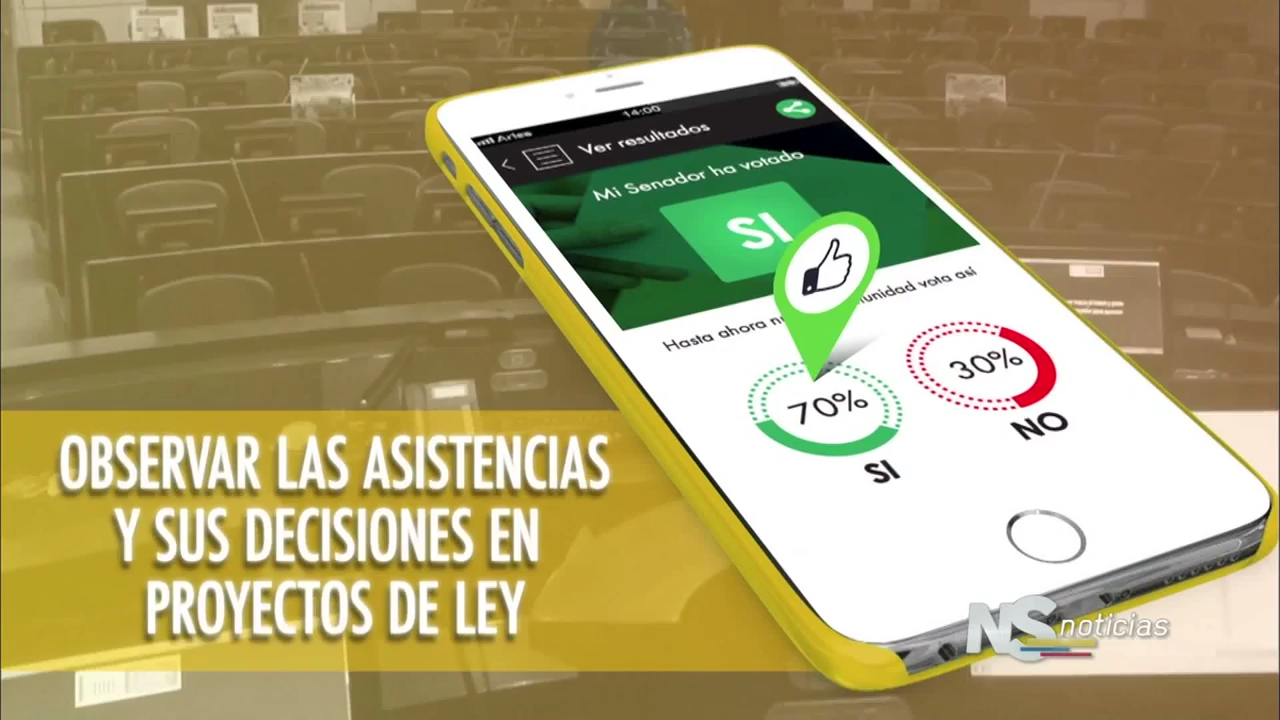 14:00
Ver resultados
Mi Senador ha votado
SI
Hasta ahora
vota así
70%
30%
SI
NO
OBSERVAR LAS ASISTENCIAS
Y SUS DECISIONES EN
PROYECTOS DE LEY
NS noticias